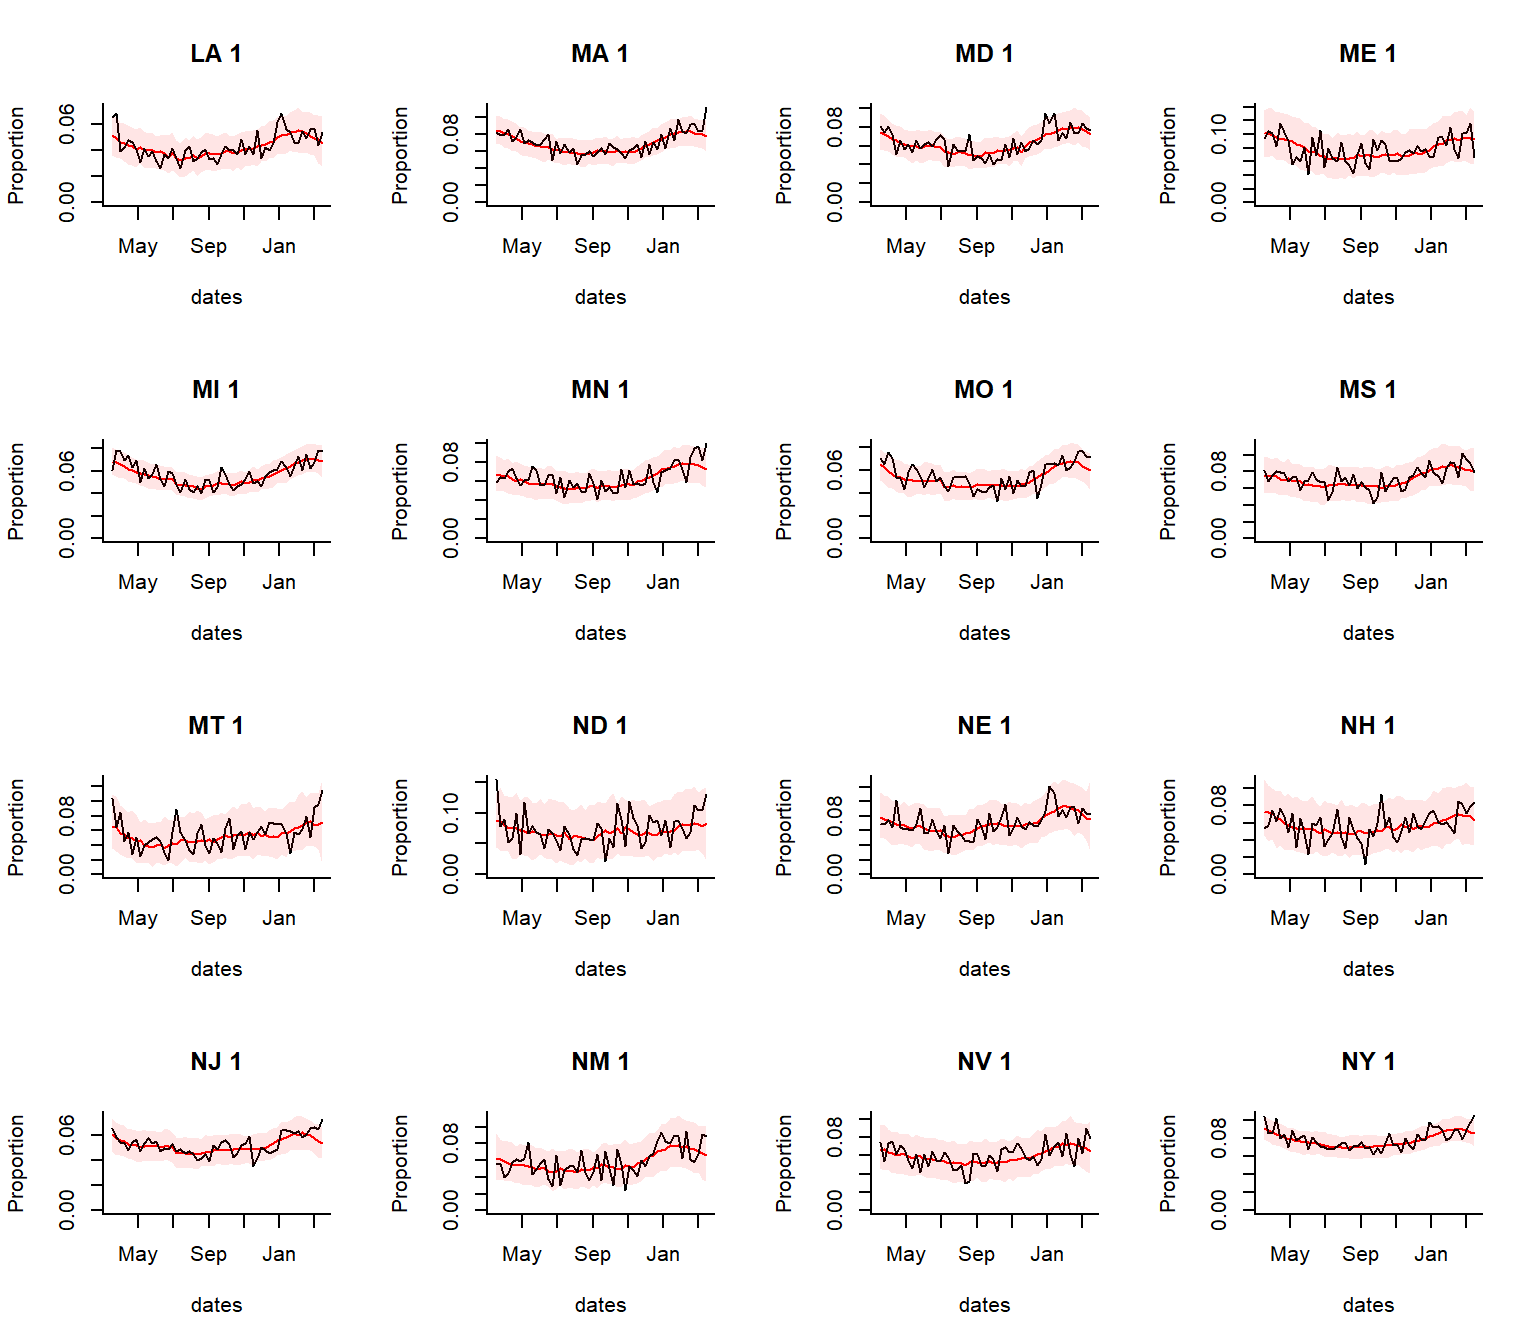 LA 1 MA 1 MD 1 ME 1
Proportion 0.00 0.06 Proportion 0.00 0.08 Proportion 0.00 0.08 Proportion 0.00 0.10
May Sep Jan May Sep Jan May Sep Jan May Sep Jan
dates dates dates dates
MI 1 MN 1 MO 1 MS 1
Proportion 0.00 0.06 Proportion 0.00 0.08 Proportion 0.00 0.06 Proportion 0.00 0.08
May Sep Jan May Sep Jan May Sep Jan May Sep Jan
dates dates dates dates
MT 1 ND 1 NE 1 NH 1
Proportion 0.00 0.08 Proportion 0.00 0.10 Proportion 0.00 0.08 Proportion 0.00 0.08
May Sep Jan May Sep Jan May Sep Jan May Sep Jan
dates dates dates dates
NJ 1 NM 1 NV 1 NY 1
Proportion 0.00 0.06 Proportion 0.00 0.08 Proportion 0.00 0.08 Proportion 0.00 0.08
May Sep Jan May Sep Jan May Sep Jan May Sep Jan
dates dates dates dates